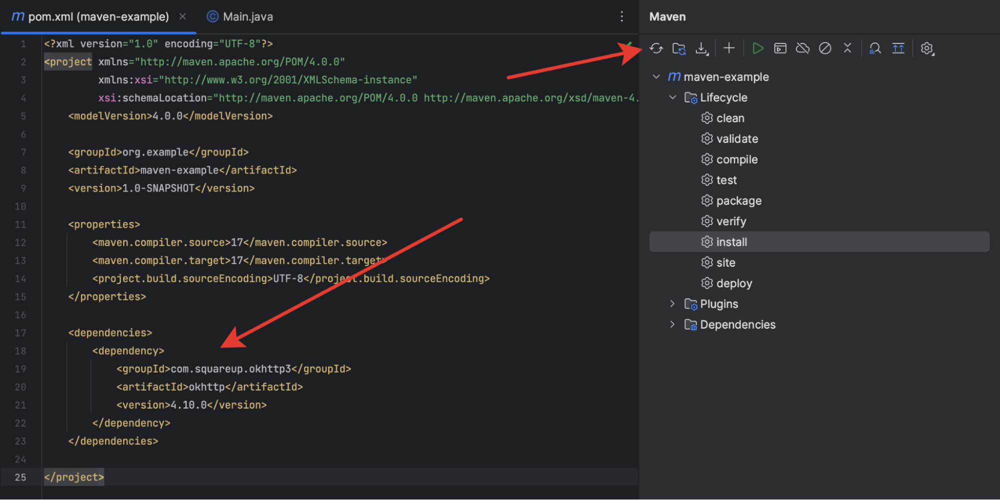 m pom.xml (maven-example) ×
C Main.java
1 <?xml version="1.0" encoding="UTF-8"?>
2 <project xmlns="http://maven.apache.org/POM/4.0.0"
3 xmlns:xsi="http://www.w3.org/2001/XMLSchema-instance"
4 xsi:schemaLocation="http://maven.apache.org/POM/4.0.0 http://maven.apache.org/xsd/maven-4.
5 <modelVersion>4.0.0</modelVersion>
6
7 <groupId>org.example</groupId>
8 <artifactId>maven-example</artifactId>
9 <version>1.0-SNAPSHOT</version>
10
11 <properties>
12 <maven.compiler.source>17</maven.compiler.source>
13 <maven.compiler.target>17</maven.compiler.target>
14 <project.build.sourceEncoding>UTF-8</project.build.sourceEncoding>
15 </properties>
16
17 <dependencies>
18 <dependency>
19 <groupId>com.squareup.okhttp3</groupId>
20 <artifactId>okhttp</artifactId>
21 <version>4.10.0</version>
22 </dependency>
23 </dependencies>
24
25 </project>
Maven
m maven-example
Lifecycle
clean
validate
compile
test
package
verify
install
site
deploy
Plugins
Dependencies